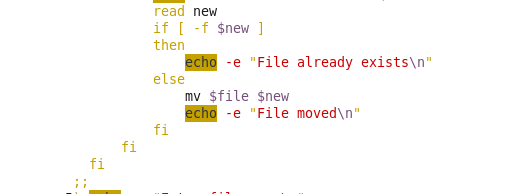 read new
if [ -f $new ]
then
echo -e "File already exists\n"
else
mv $file $new
echo -e "File moved\n"
fi
fi
fi
;;